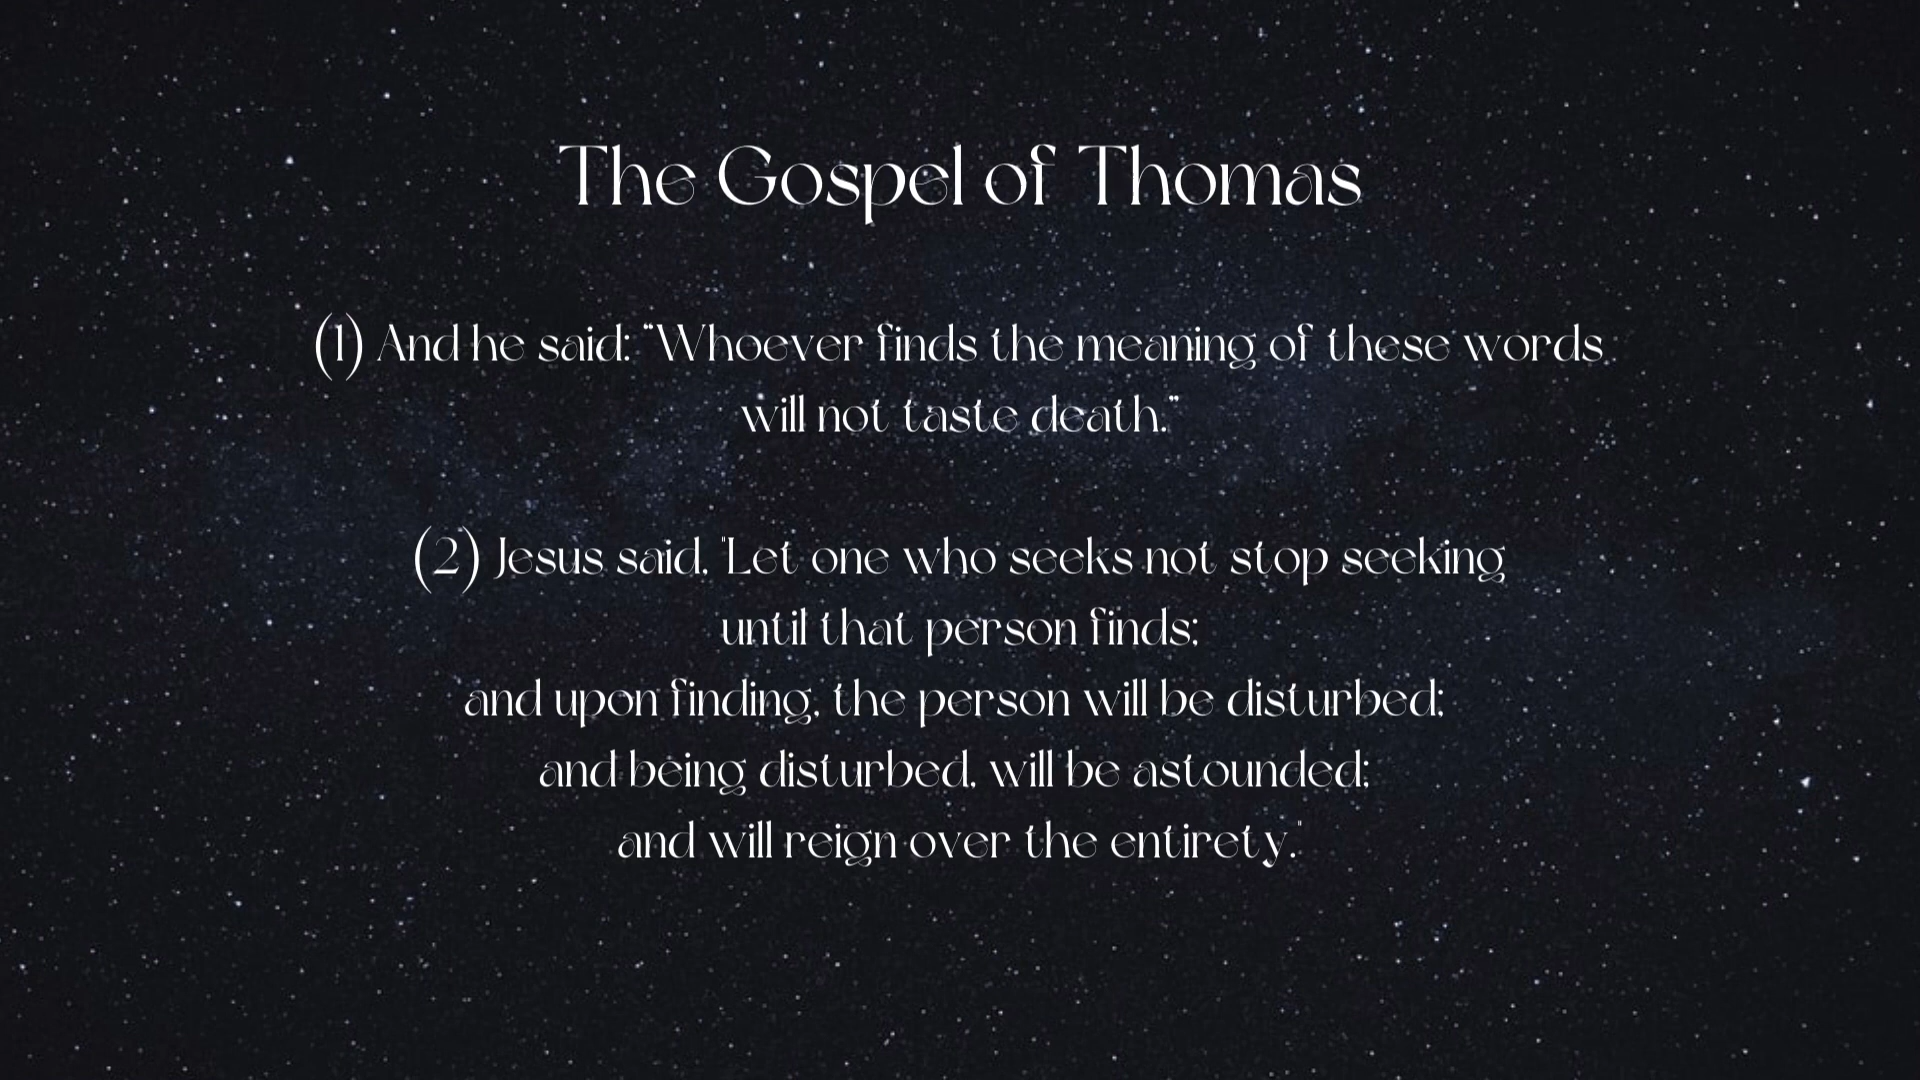 The Gospel of Thomas
(1) And he said: “Whoever finds the meaning of these words
will not taste death.”
(2) Jesus said, "Let one who seeks not stop seeking
until that person finds;
and upon finding, the person will be disturbed;
and being disturbed, will be astounded;
and will reign over the entirety."